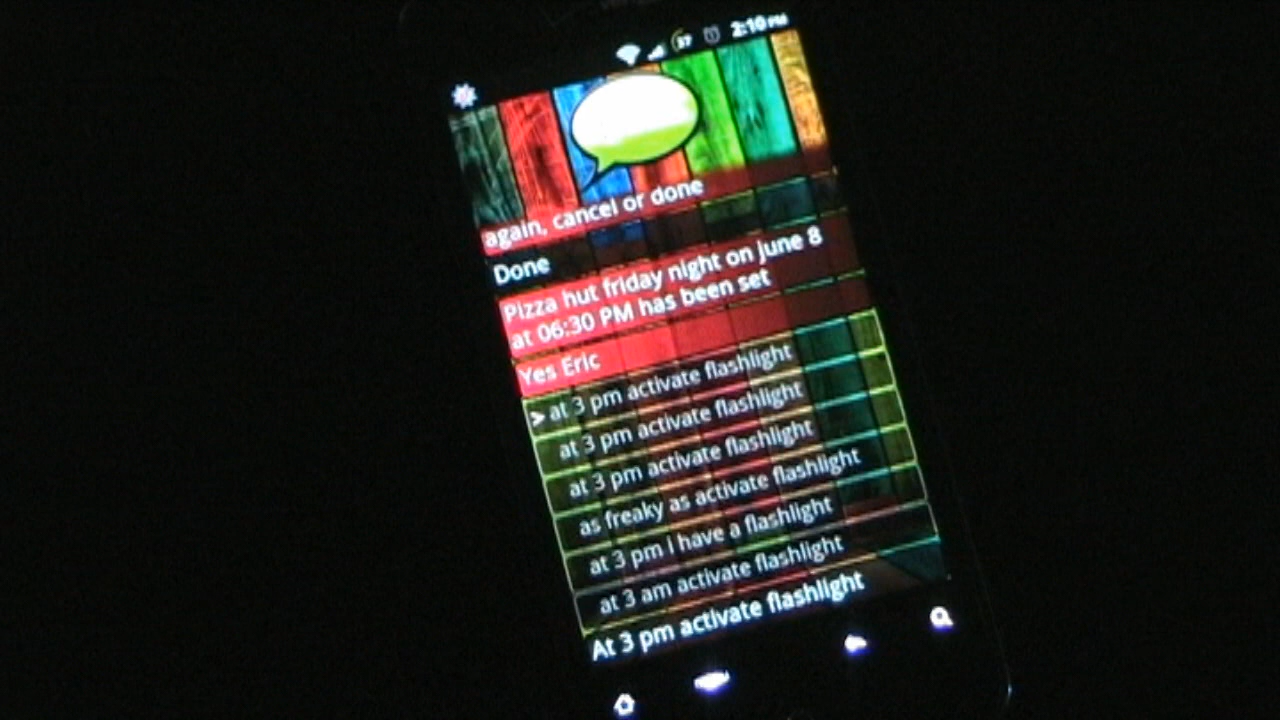 37 2:10 PM
again, cancel or done
Done
Pizza hut friday night on June 8
at 06:30 PM has been set
Yes Eric
> at 3 pm activate flashlight
at 3 pm activate flashlight
at 3 pm activate flashlight
as freaky as activate flashlight
at 3 pm i have a flashlight
at 3 am activate flashlight
At 3 pm activate flashlight